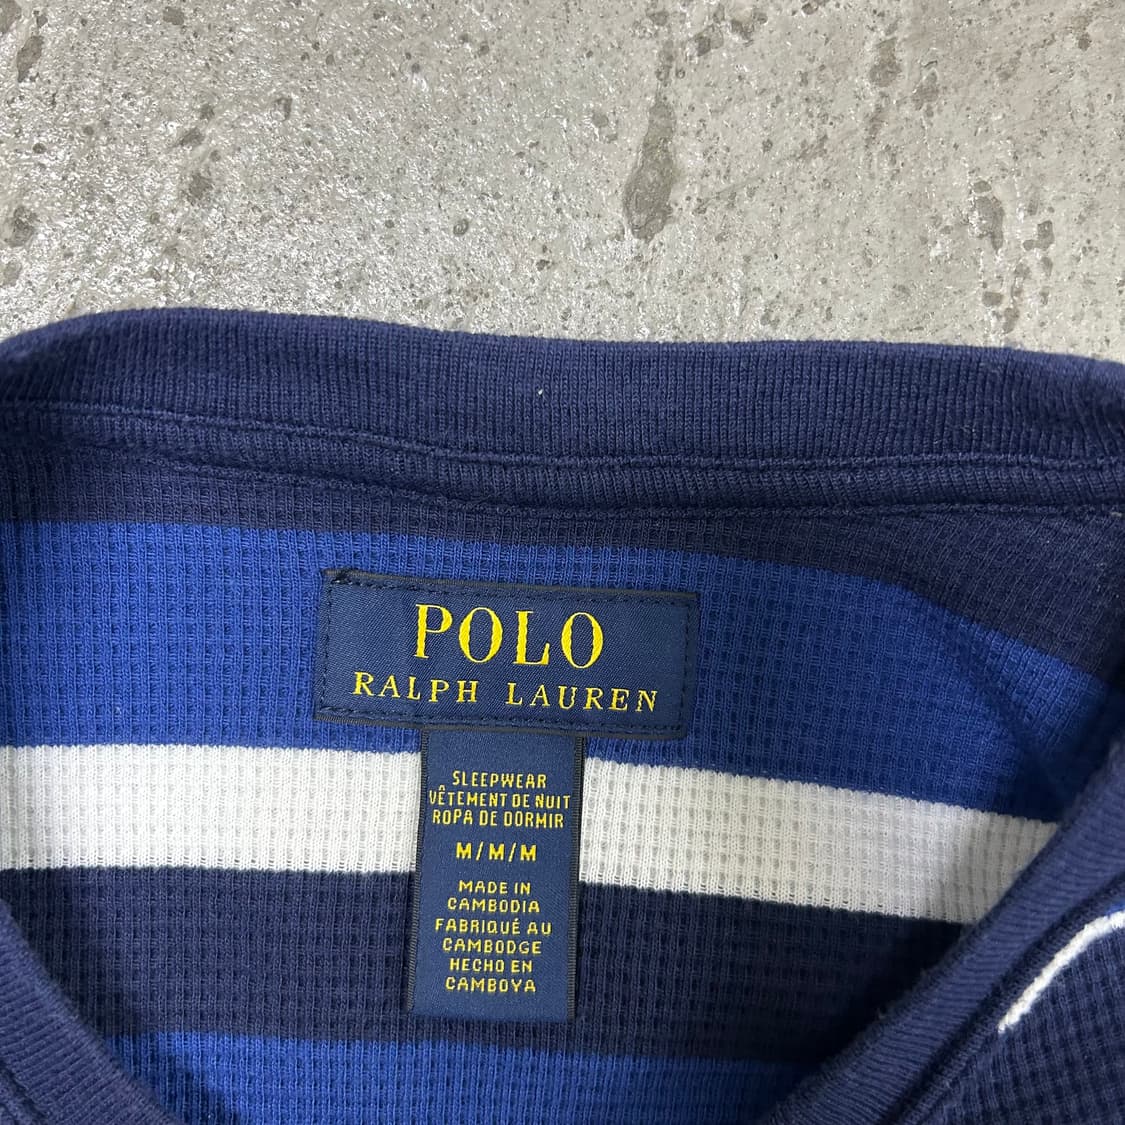 POLO
RALPH LAUREN
SLEEPWEAR
VÊTEMENT DE NUIT
ROPA DE DORMIR
M/M/M
MADE IN
CAMBODIA
FABRIQUÉ AU
CAMBODGE
HECHO EN
CAMBOYA